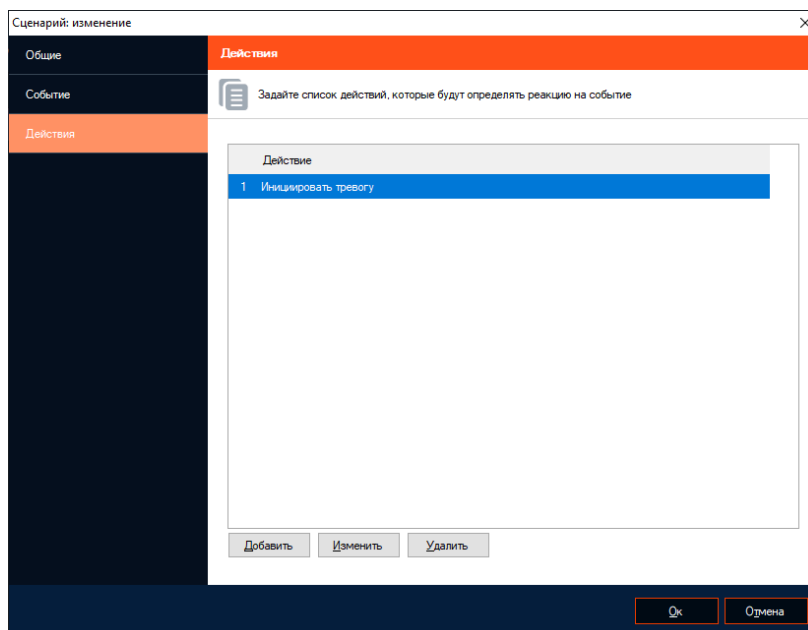 Сценарий: изменение
Общие
Событие
Действия
Действия
Задайте список действий, которые будут определять реакцию на событие
Действие
1 Инициировать тревогу
Добавить Изменить Удалить
Ок Отмена